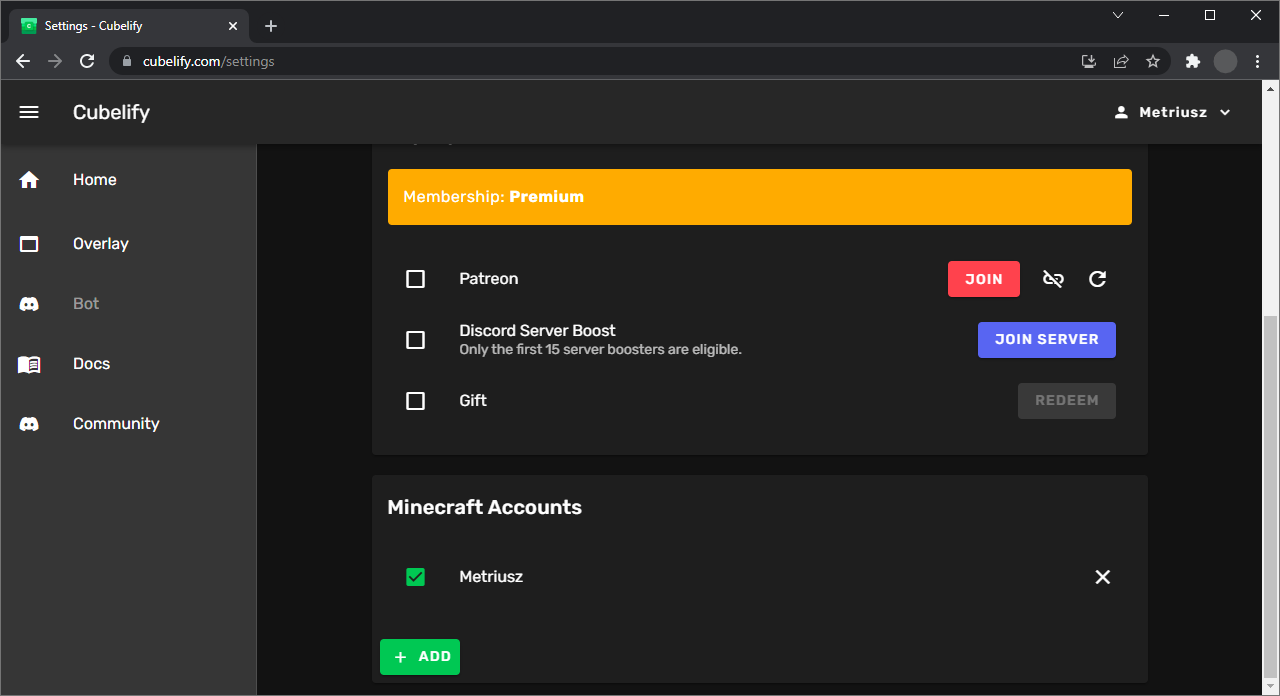 Settings - Cubelify
cubelify.com/settings
Cubelify
Metriusz
Home
Overlay
Bot
Docs
Community
Membership: Premium
Patreon
JOIN
Discord Server Boost
Only the first 15 server boosters are eligible.
JOIN SERVER
Gift
REDEEM
Minecraft Accounts
Metriusz
+ ADD